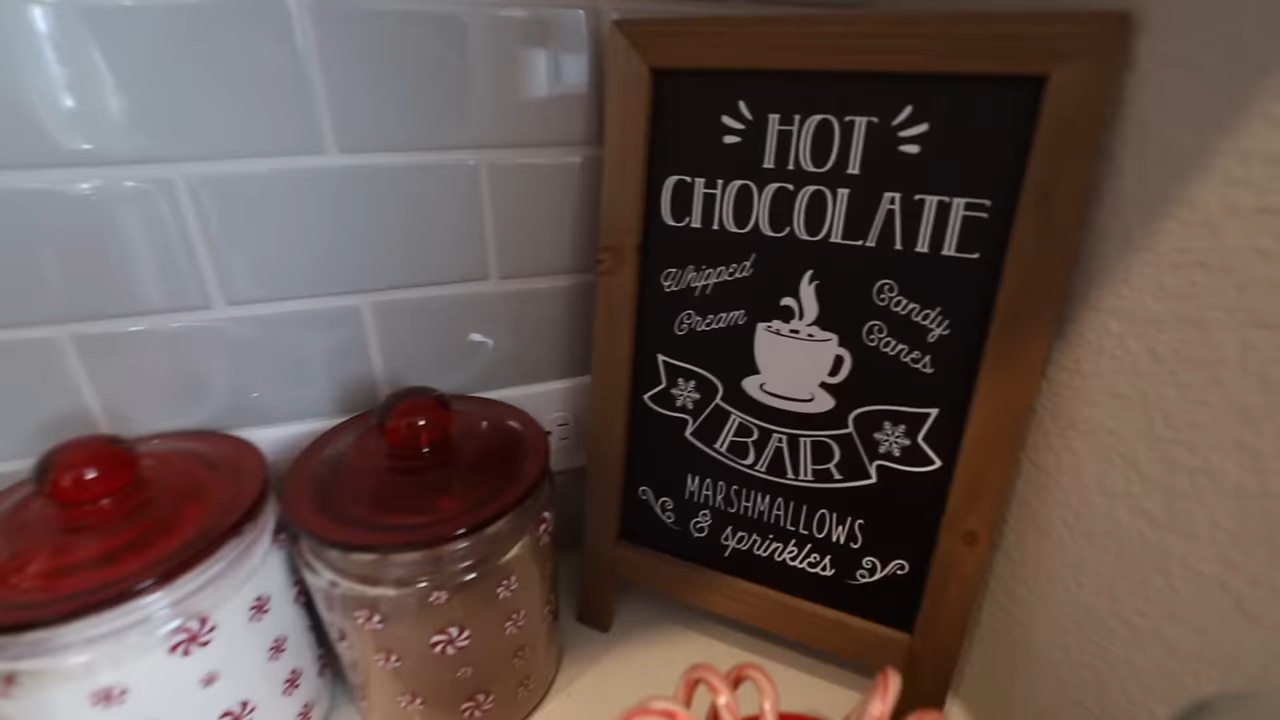 HOT
CHOCOLATE
Whipped
Cream
Candy
Canes
BAR
MARSHMALLOWS
& sprinkles